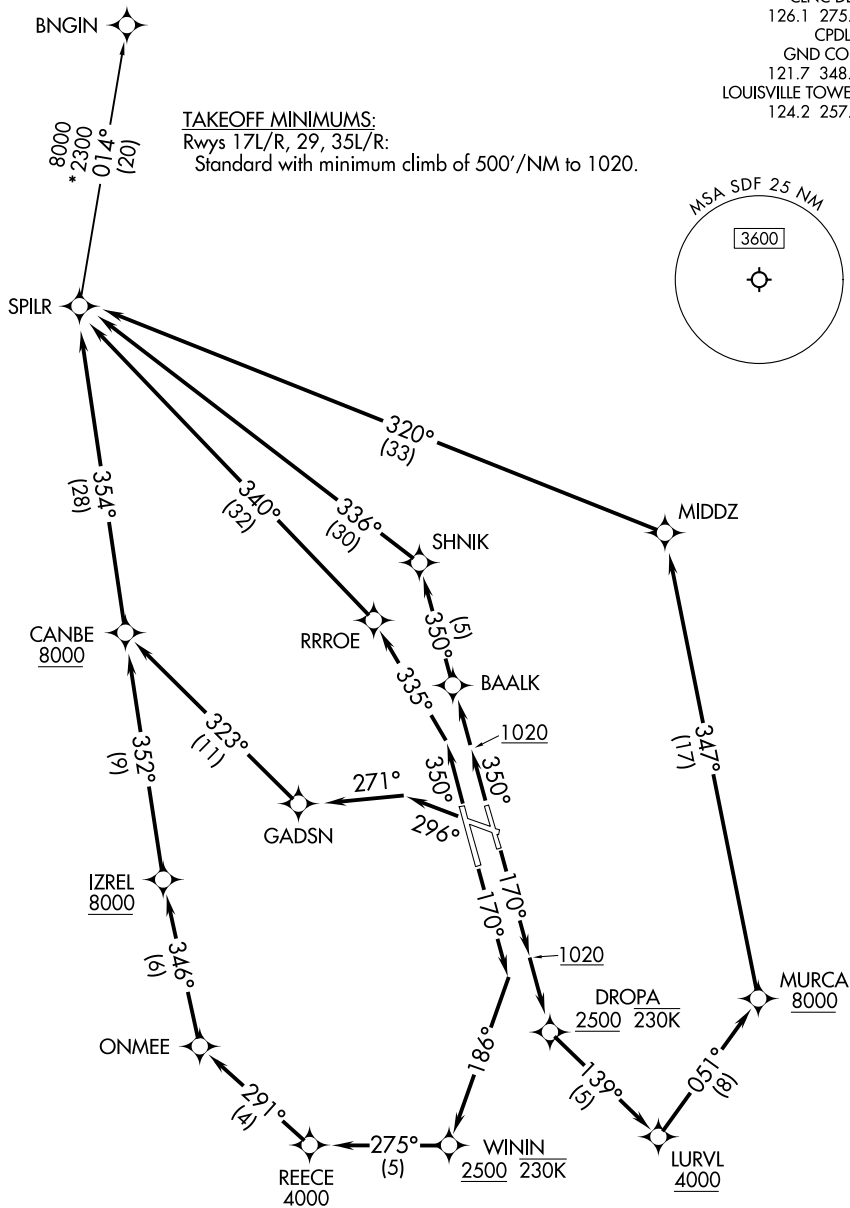 CLNC DE
126.1 275.
CPDL
GND CO
121.7 348.
LOUISVILLE TOWE
124.2 257.
BNGIN
TAKEOFF MINIMUMS:
Rwys 17L/R, 29, 35L/R:
Standard with minimum climb of 500'/NM to 1020.
8000
*2300
014°
(20)
MSA SDF 25 NM
3600
SPILR
320°
(33)
354°
(28)
340°
(32)
336°
(30)
MIDDZ
SHNIK
(5)
350°
RRROE
CANBE
8000
BAALK
335°
1020
347°
(17)
323°
(11)
352°
(9)
350°
350°
271°
296°
GADSN
IZREL
8000
170°
170°
346°
(6)
1020
MURCA
8000
DROPA
2500 230K
ONMEE
186°
139°
(5)
051°
(8)
291°
(4)
275°
(5)
WININ
2500 230K
REECE
4000
LURVL
4000